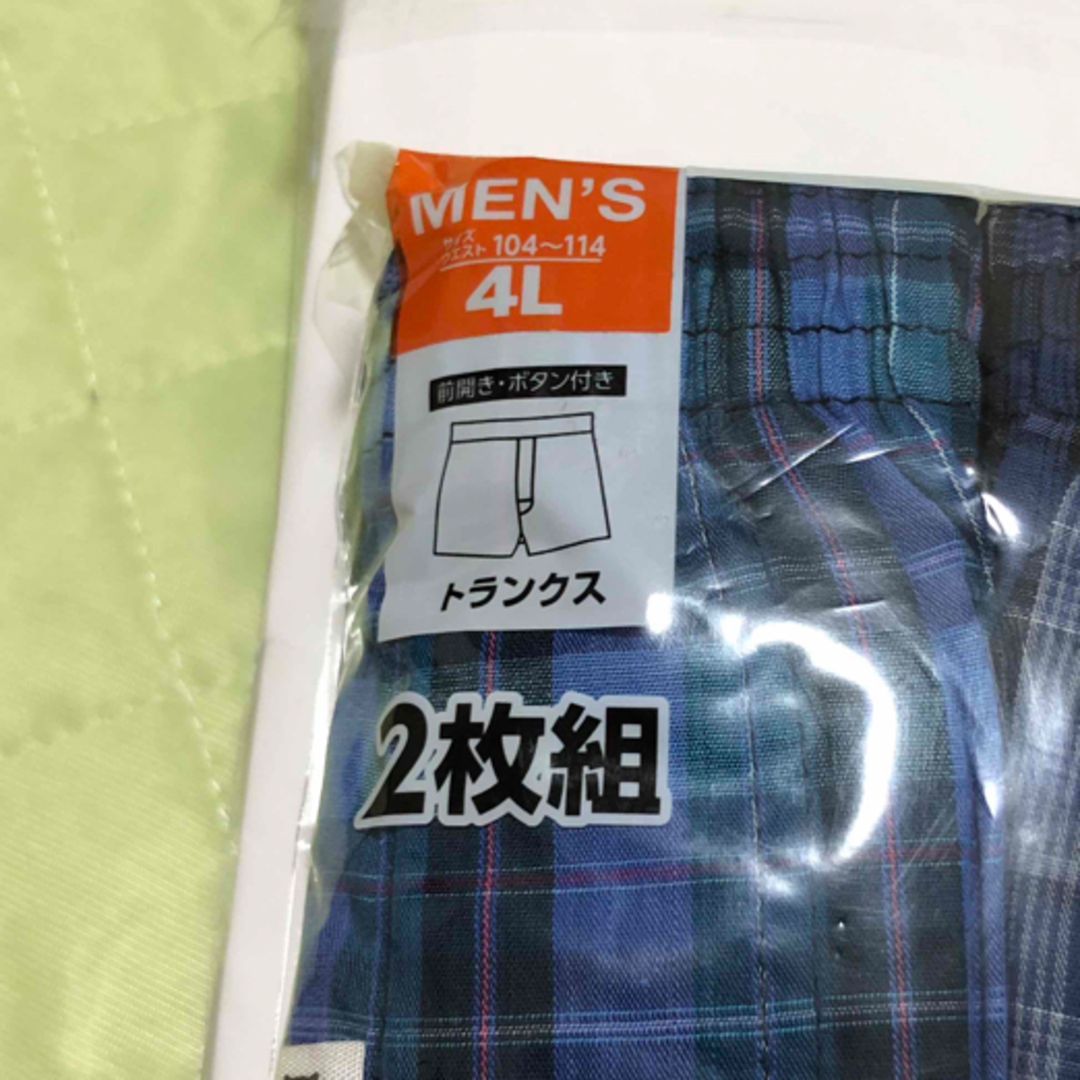 MEN'S
サイズ
ウエスト 104～114
4L
前開き・ボタン付き
トランクス
2枚組